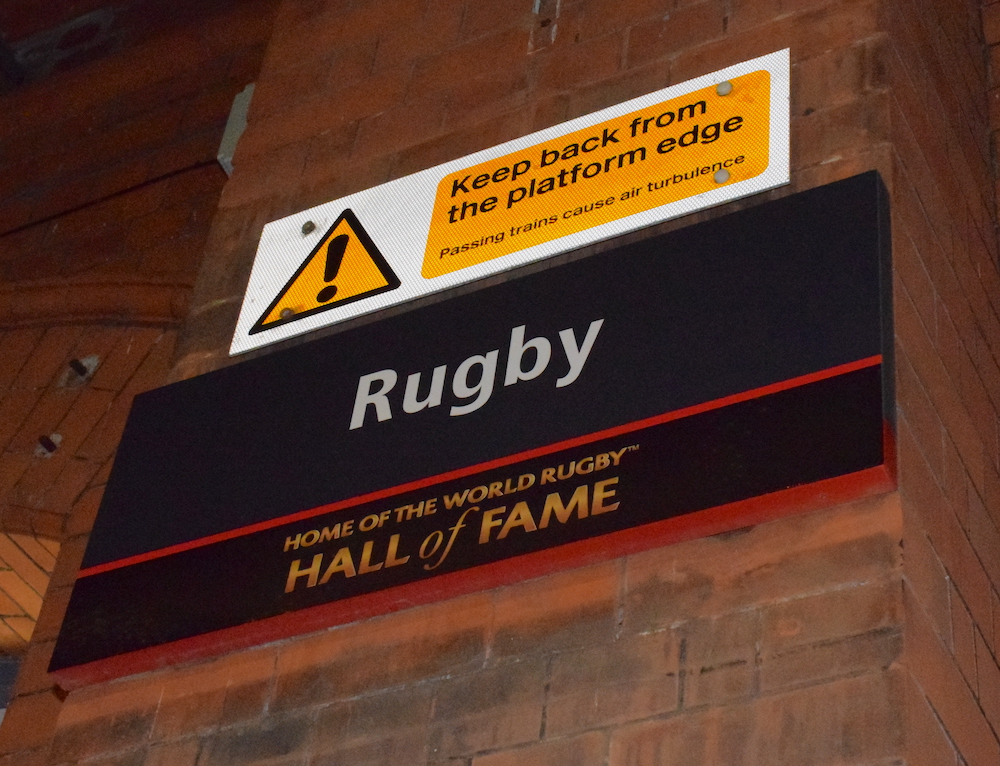 Keep back from
the platform edge
Passing trains cause air turbulence
Rugby
HOME OF THE WORLD RUGBY™
HALL of FAME